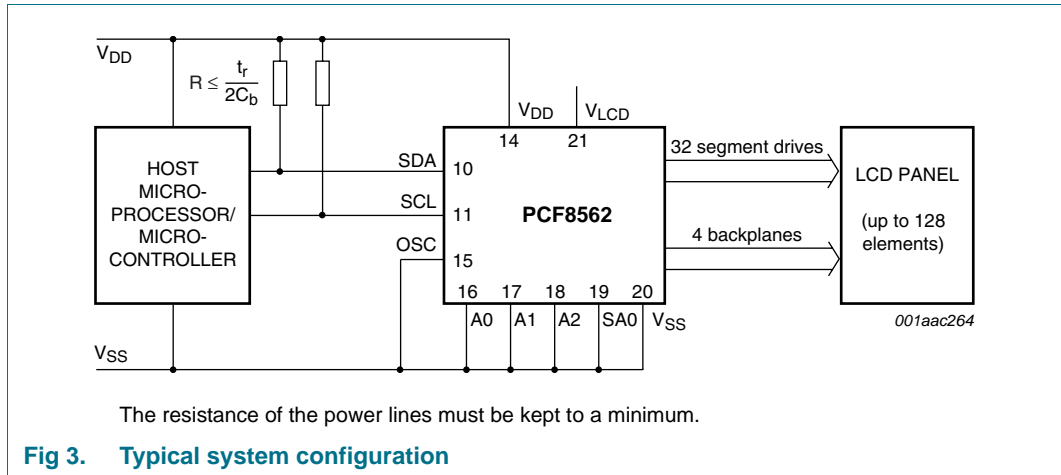 VDD
R ≤ tr
2Cb
VDD
VLCD
14
21
HOST
MICRO-
PROCESSOR/
MICRO-
CONTROLLER
SDA
10
SCL
11
OSC
15
PCF8562
32 segment drives
4 backplanes
LCD PANEL
(up to 128
elements)
16
17
18
19
20
A0
A1
A2
SA0
VSS
001aac264
VSS
The resistance of the power lines must be kept to a minimum.
Fig 3. Typical system configuration